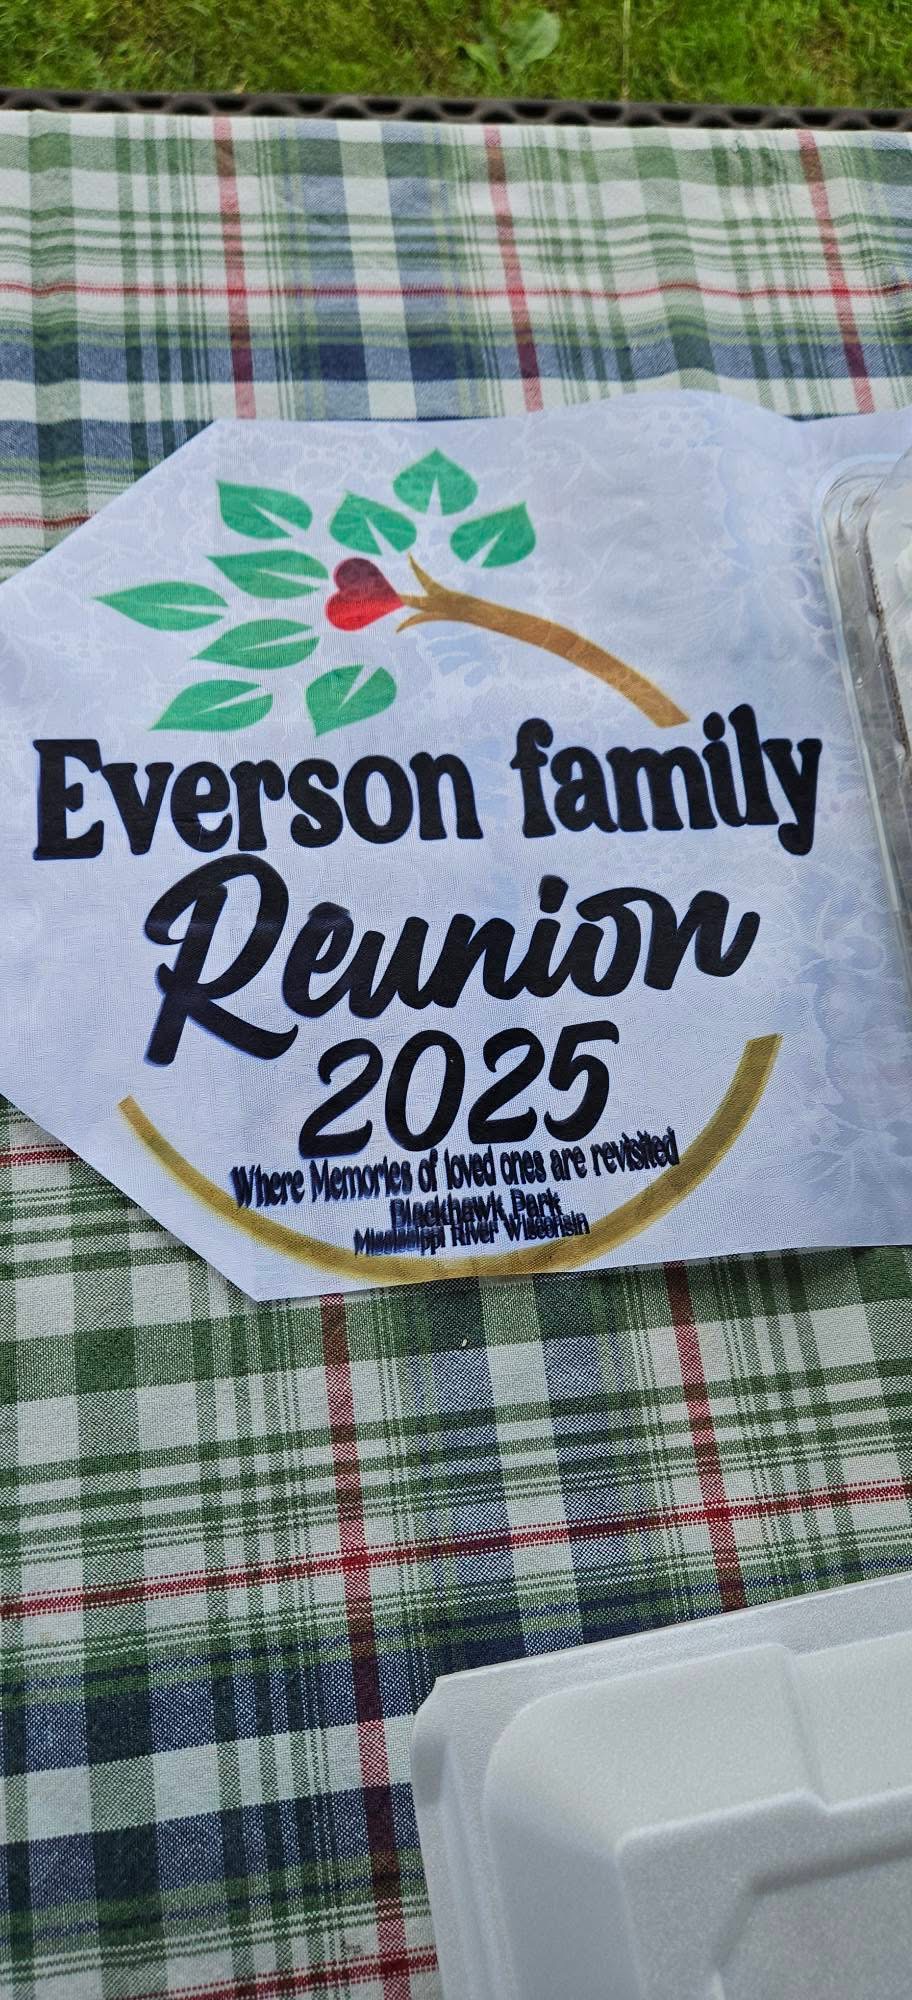 Everson family
Reunion
2025
Where Memories of loved ones are revisited
Blackhawk Park
Mississippi River Wisconsin